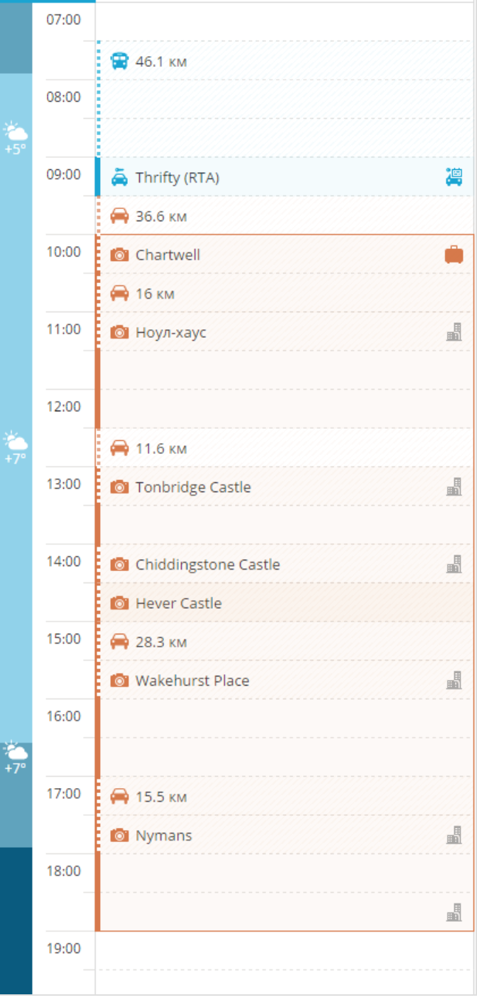 07:00
46.1 км
08:00
+5°
09:00 Thrifty (RTA)
36.6 км
10:00 Chartwell
16 км
11:00 Ноул-хаус
12:00
11.6 км
+7°
13:00 Tonbridge Castle
14:00 Chiddingstone Castle
Hever Castle
15:00 28.3 км
Wakehurst Place
16:00
+7°
17:00 15.5 км
Nymans
18:00
19:00